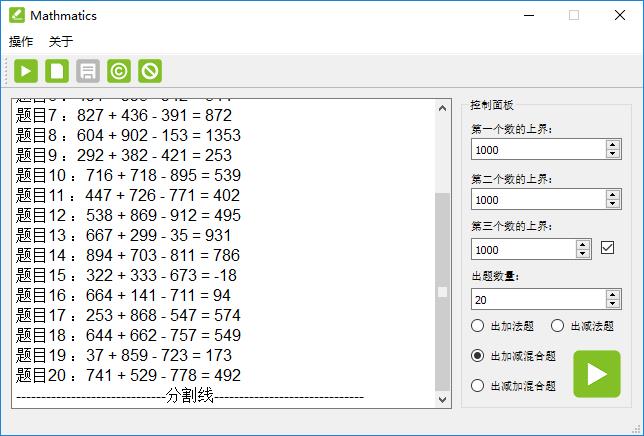 Mathmatics
操作 关于
题目7 ： 827 + 436 - 391 = 872
题目8 ： 604 + 902 - 153 = 1353
题目9 ： 292 + 382 - 421 = 253
题目10 ： 716 + 718 - 895 = 539
题目11 ： 447 + 726 - 771 = 402
题目12 ： 538 + 869 - 912 = 495
题目13 ： 667 + 299 - 35 = 931
题目14 ： 894 + 703 - 811 = 786
题目15 ： 322 + 333 - 673 = -18
题目16 ： 664 + 141 - 711 = 94
题目17 ： 253 + 868 - 547 = 574
题目18 ： 644 + 662 - 757 = 549
题目19 ： 37 + 859 - 723 = 173
题目20 ： 741 + 529 - 778 = 492
分割线
控制面板
第一个数的上界:
1000
第二个数的上界:
1000
第三个数的上界:
1000
出题数量:
20
出加法题 出减法题
出加减混合题
出减加混合题